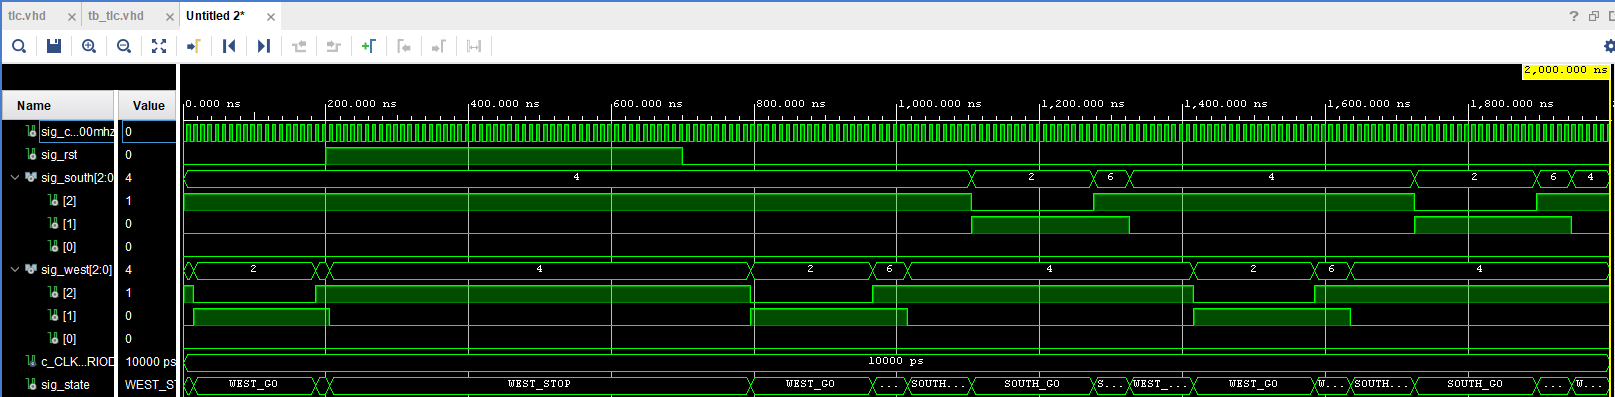 tlc.vhd × tb_tlc.vhd × Untitled 2* ×
?
2,000.000 ns
Name Value
0.000 ns 200.000 ns 400.000 ns 600.000 ns 800.000 ns 1,000.000 ns 1,200.000 ns 1,400.000 ns 1,600.000 ns 1,800.000 ns
sig_c...00mhz 0
sig_rst 0
sig_south[2:0 4 4 2 6 4 2 6 4
[2] 1
[1] 0
[0] 0
sig_west[2:0] 4 2 4 2 6 4 2 6 4
[2] 1
[1] 0
[0] 0
c_CLK...RIOD 10000 ps 10000 ps
sig_state WEST_ST WEST_GO WEST_STOP WEST_GO ... SOUTH... SOUTH_GO S... WEST_... WEST_GO W... SOUTH... SOUTH_GO ... W...